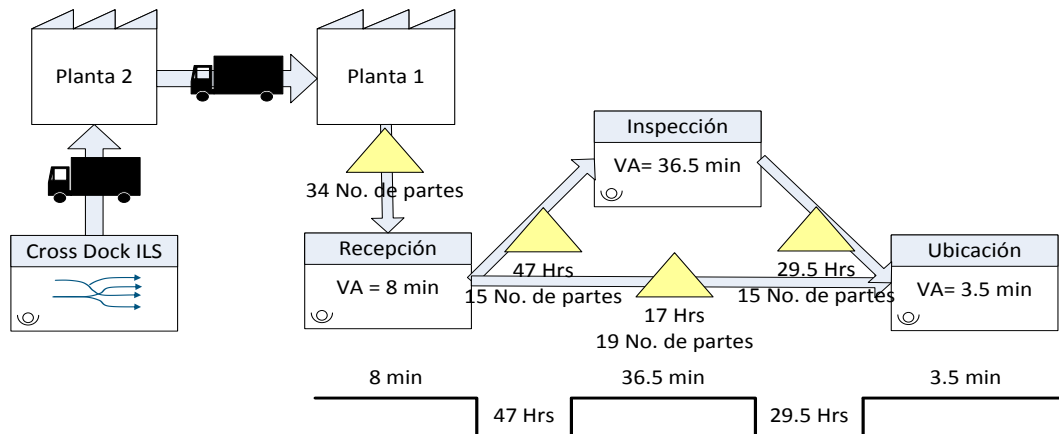 Planta 2
Planta 1
34 No. de partes
Cross Dock ILS
Recepción
VA = 8 min
Inspección
VA= 36.5 min
47 Hrs
15 No. de partes
17 Hrs
19 No. de partes
29.5 Hrs
15 No. de partes
Ubicación
VA= 3.5 min
8 min
36.5 min
3.5 min
47 Hrs
29.5 Hrs